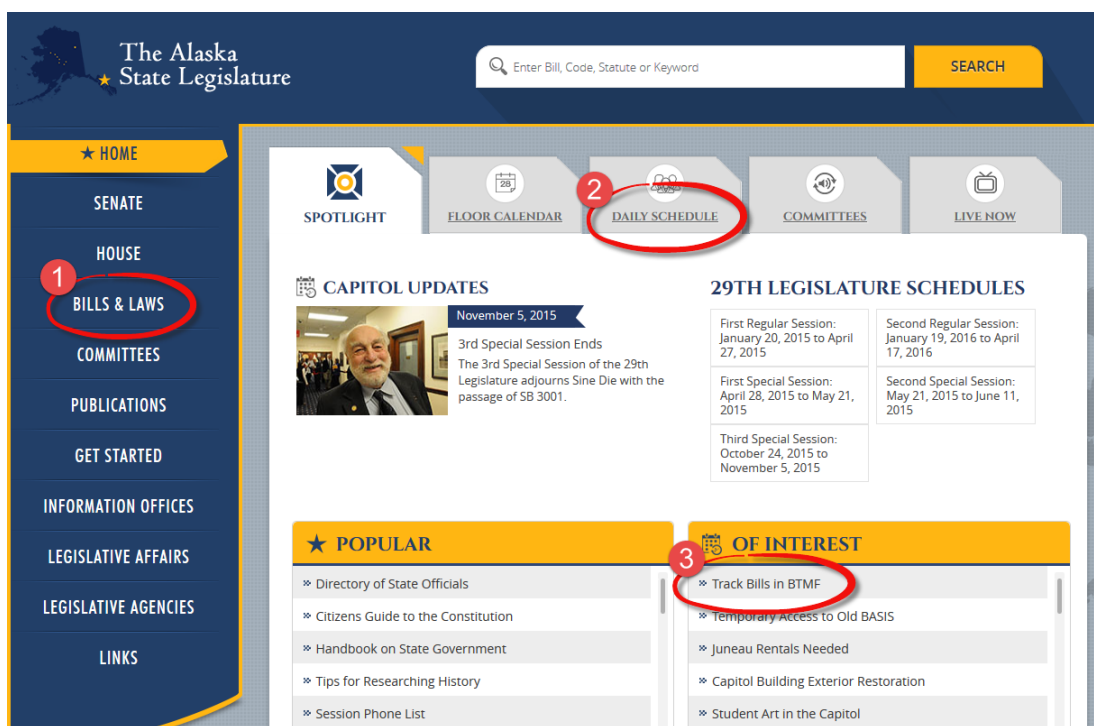 The Alaska
State Legislature
Enter Bill, Code, Statute or Keyword
SEARCH
★ HOME
SENATE
HOUSE
1
BILLS & LAWS
COMMITTEES
PUBLICATIONS
GET STARTED
INFORMATION OFFICES
LEGISLATIVE AFFAIRS
LEGISLATIVE AGENCIES
LINKS
SPOTLIGHT
28
FLOOR CALENDAR
2
DAILY SCHEDULE
COMMITTEES
LIVE NOW
CAPITOL UPDATES
November 5, 2015
3rd Special Session Ends
The 3rd Special Session of the 29th
Legislature adjourns Sine Die with the
passage of SB 3001.
29TH LEGISLATURE SCHEDULES
First Regular Session:
January 20, 2015 to April
27, 2015
Second Regular Session:
January 19, 2016 to April
17, 2016
First Special Session:
April 28, 2015 to May 21,
2015
Second Special Session:
May 21, 2015 to June 11,
2015
Third Special Session:
October 24, 2015 to
November 5, 2015
★ POPULAR
» Directory of State Officials
» Citizens Guide to the Constitution
» Handbook on State Government
» Tips for Researching History
» Session Phone List
OF INTEREST
3
» Track Bills in BTMF
» Temporary Access to Old BASIS
» Juneau Rentals Needed
» Capitol Building Exterior Restoration
» Student Art in the Capitol